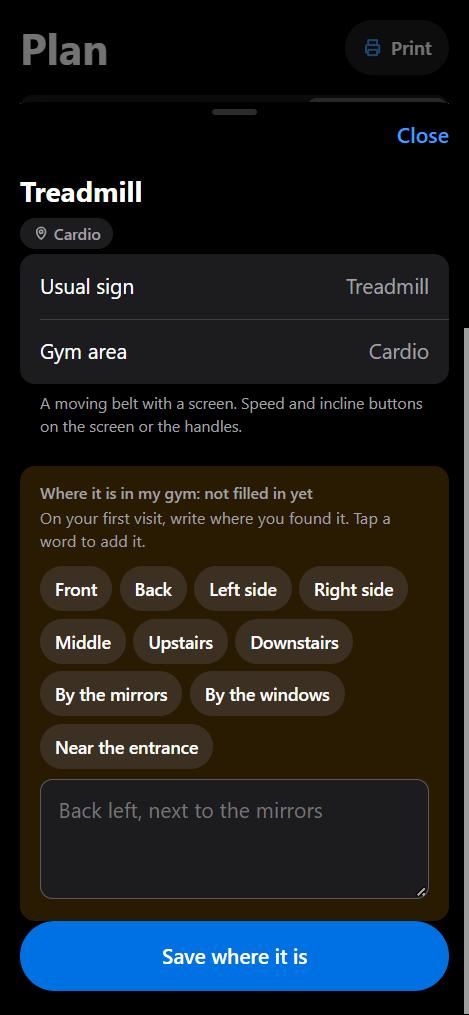 Plan
Print
Close
Treadmill
Cardio
Usual sign
Treadmill
Gym area
Cardio
A moving belt with a screen. Speed and incline buttons
on the screen or the handles.
Where it is in my gym: not filled in yet
On your first visit, write where you found it. Tap a
word to add it.
Front
Back
Left side
Right side
Middle
Upstairs
Downstairs
By the mirrors
By the windows
Near the entrance
Back left, next to the mirrors
Save where it is